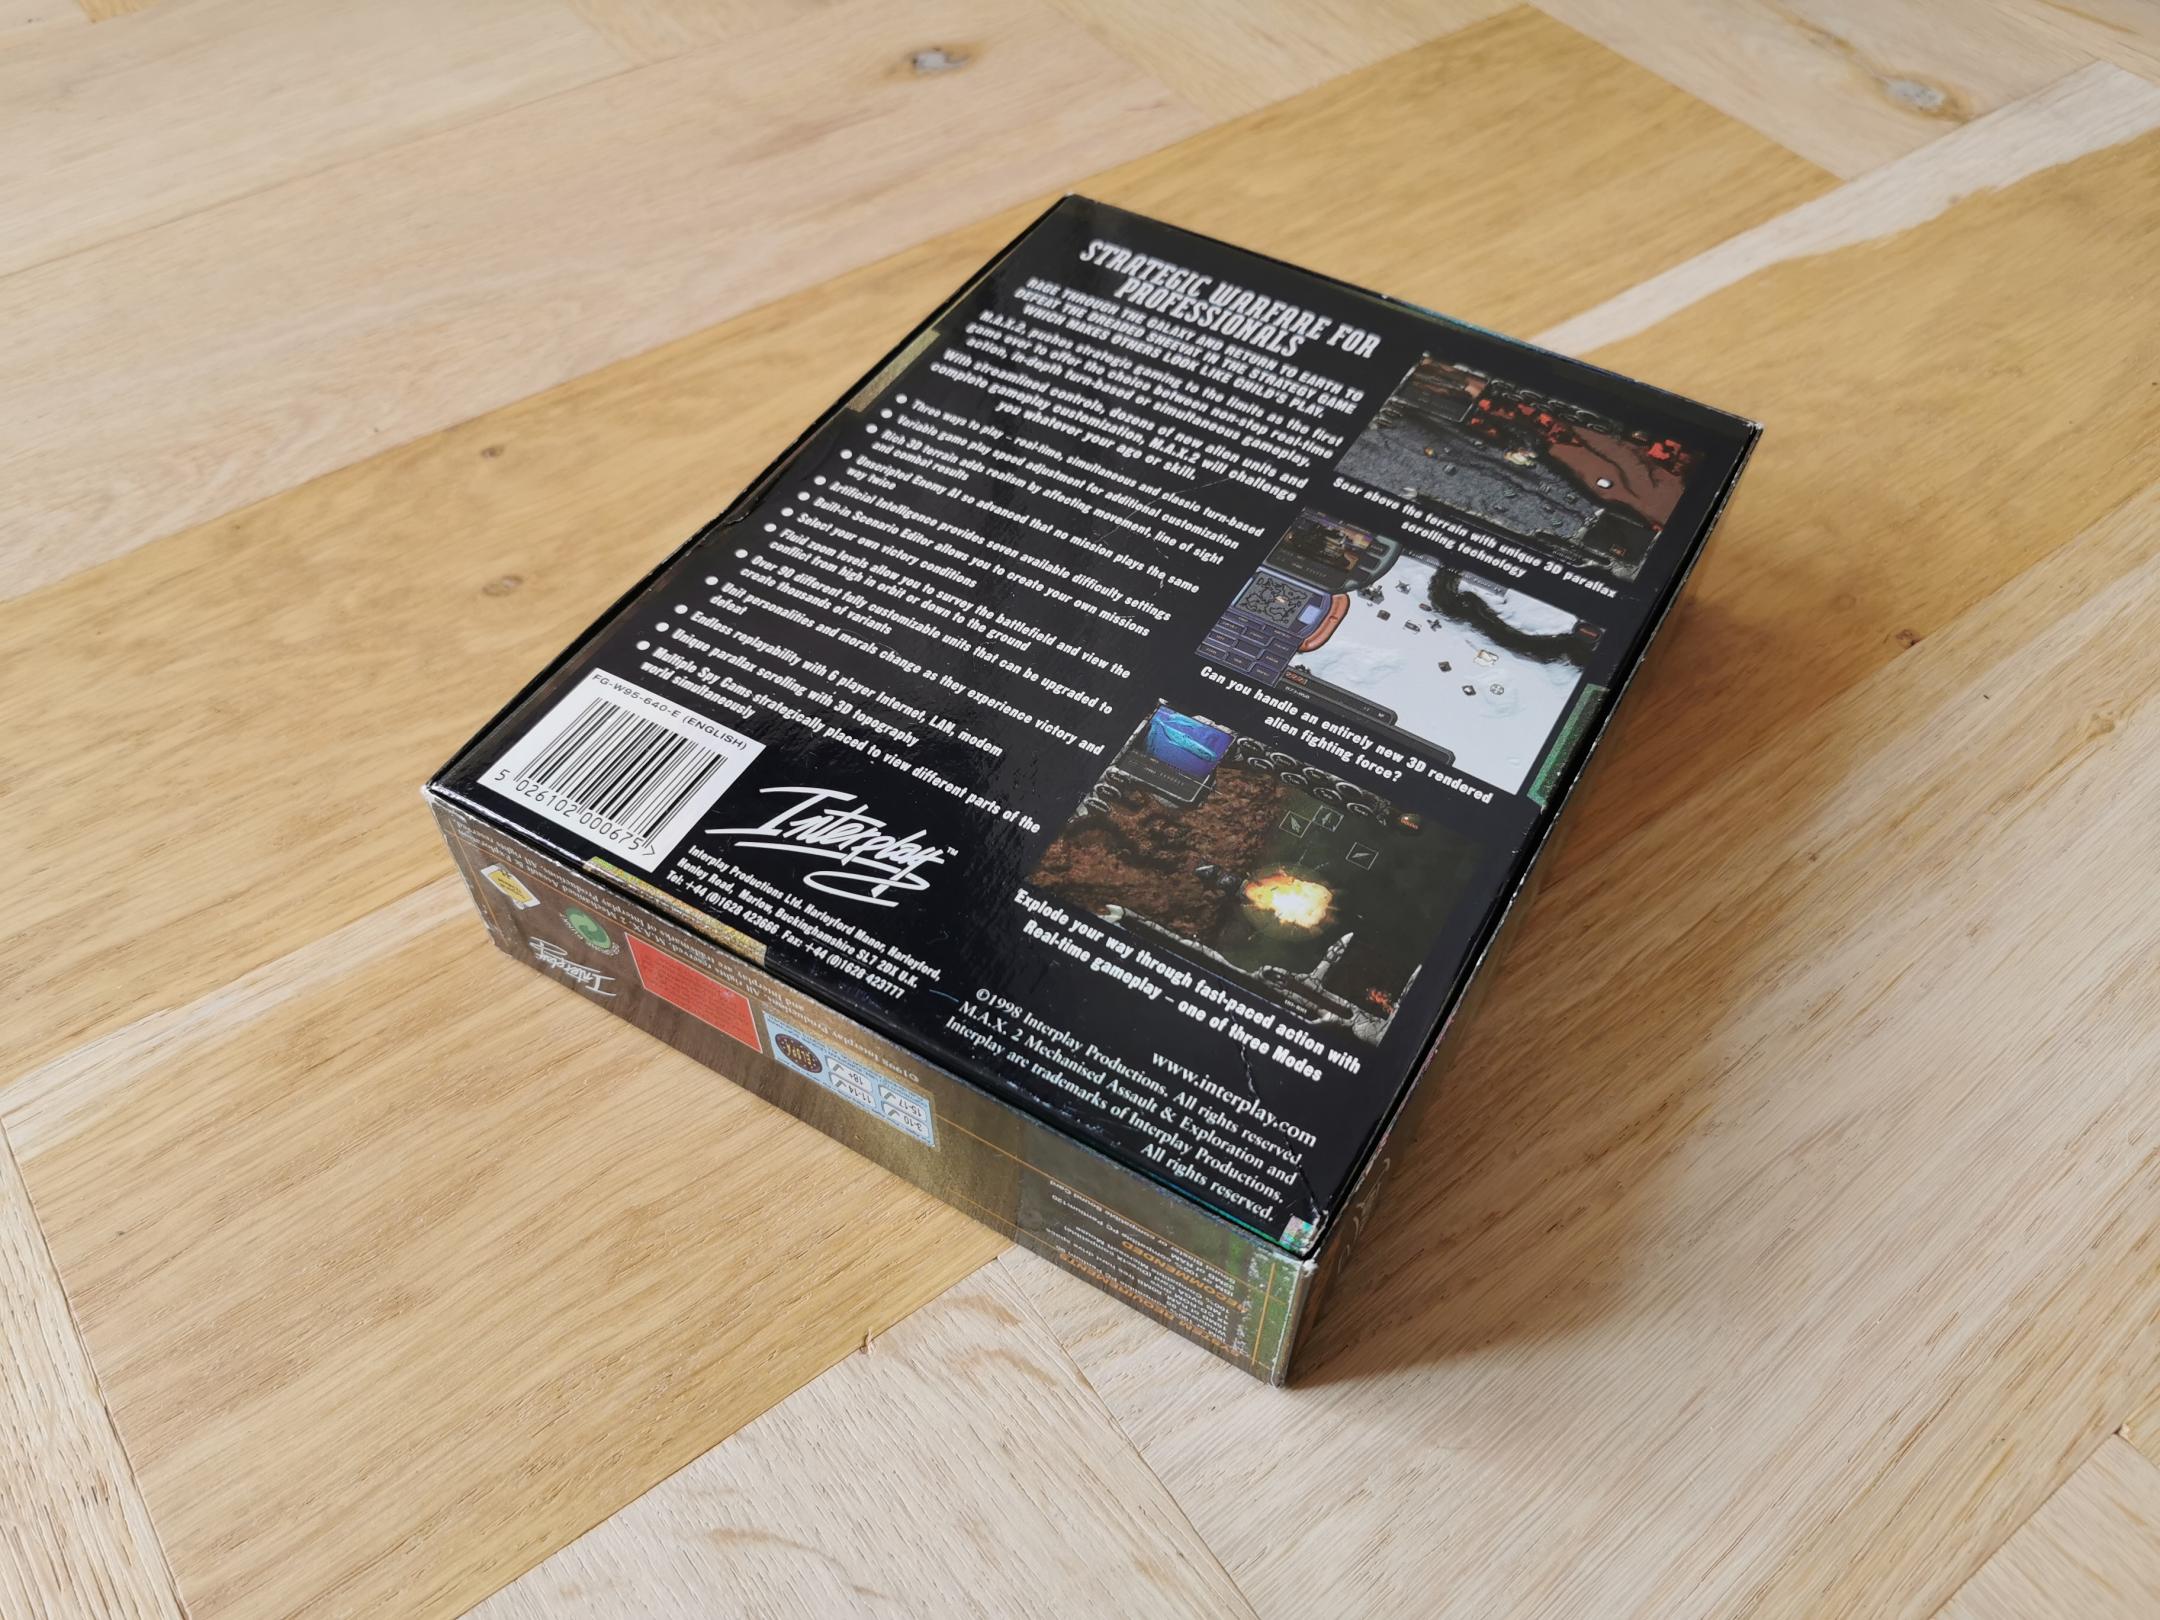 STRATEGIC WARFARE FOR
PROFESSIONALS
RAGE THROUGH THE GALAXY AND RETURN TO EARTH TO
DEFEAT THE DREADED SHEEVAT IN THE STRATEGY GAME
WHICH MAKES OTHERS LOOK LIKE CHILD'S PLAY.
M.A.X.2, pushes strategic gaming to the limits as the first
game ever to offer the choice between non-stop real-time
action, in-depth turn-based or simultaneous gameplay.
With streamlined controls, dozens of new alien units and
complete gameplay customization, M.A.X.2 will challenge
you whatever your age or skill.
Three ways to play – real-time, simultaneous and classic turn-based
Variable game play speed adjustment for additional customization
Rich 3D terrain adds realism by affecting movement, line of sight
and combat results
Unscripted Enemy AI so advanced that no mission plays the same
way twice
Artificial Intelligence provides seven available difficulty settings
Built-in Scenario Editor allows you to create your own missions
Select your own victory conditions
Fluid zoom levels allow you to survey the battlefield and view the
conflict from high in orbit or down to the ground
Over 90 different fully customizable units that can be upgraded to
create thousands of variants
Unit personalities and morals change as they experience victory and
defeat
Endless replayability with 6 player Internet, LAN, modem
Unique parallax scrolling with 3D topography
Multiple Spy Cams strategically placed to view different parts of the
world simultaneously
Soar above the terrain with unique 3D parallax
scrolling technology
Can you handle an entirely new 3D rendered
alien fighting force?
Explode your way through fast-paced action with
Real-time gameplay – one of three Modes
FG-W95-640-E (ENGLISH)
5 026102 000675 >
Interplay™
Interplay Productions Ltd. Harleyford Manor, Harleyford,
Henley Road, Marlow, Buckinghamshire SL7 2DX U.K.
Tel: +44 (0)1628 423666 Fax +44 (0)1628 423777
www.interplay.com
©1998 Interplay Productions. All rights reserved.
M.A.X. 2 Mechanised Assault & Exploration and
Interplay are trademarks of Interplay Productions.
All rights reserved.
Interplay
ELSPA
3-10
11-14
15-17
18+
SYSTEM REQUIREMENTS
RECOMMENDED